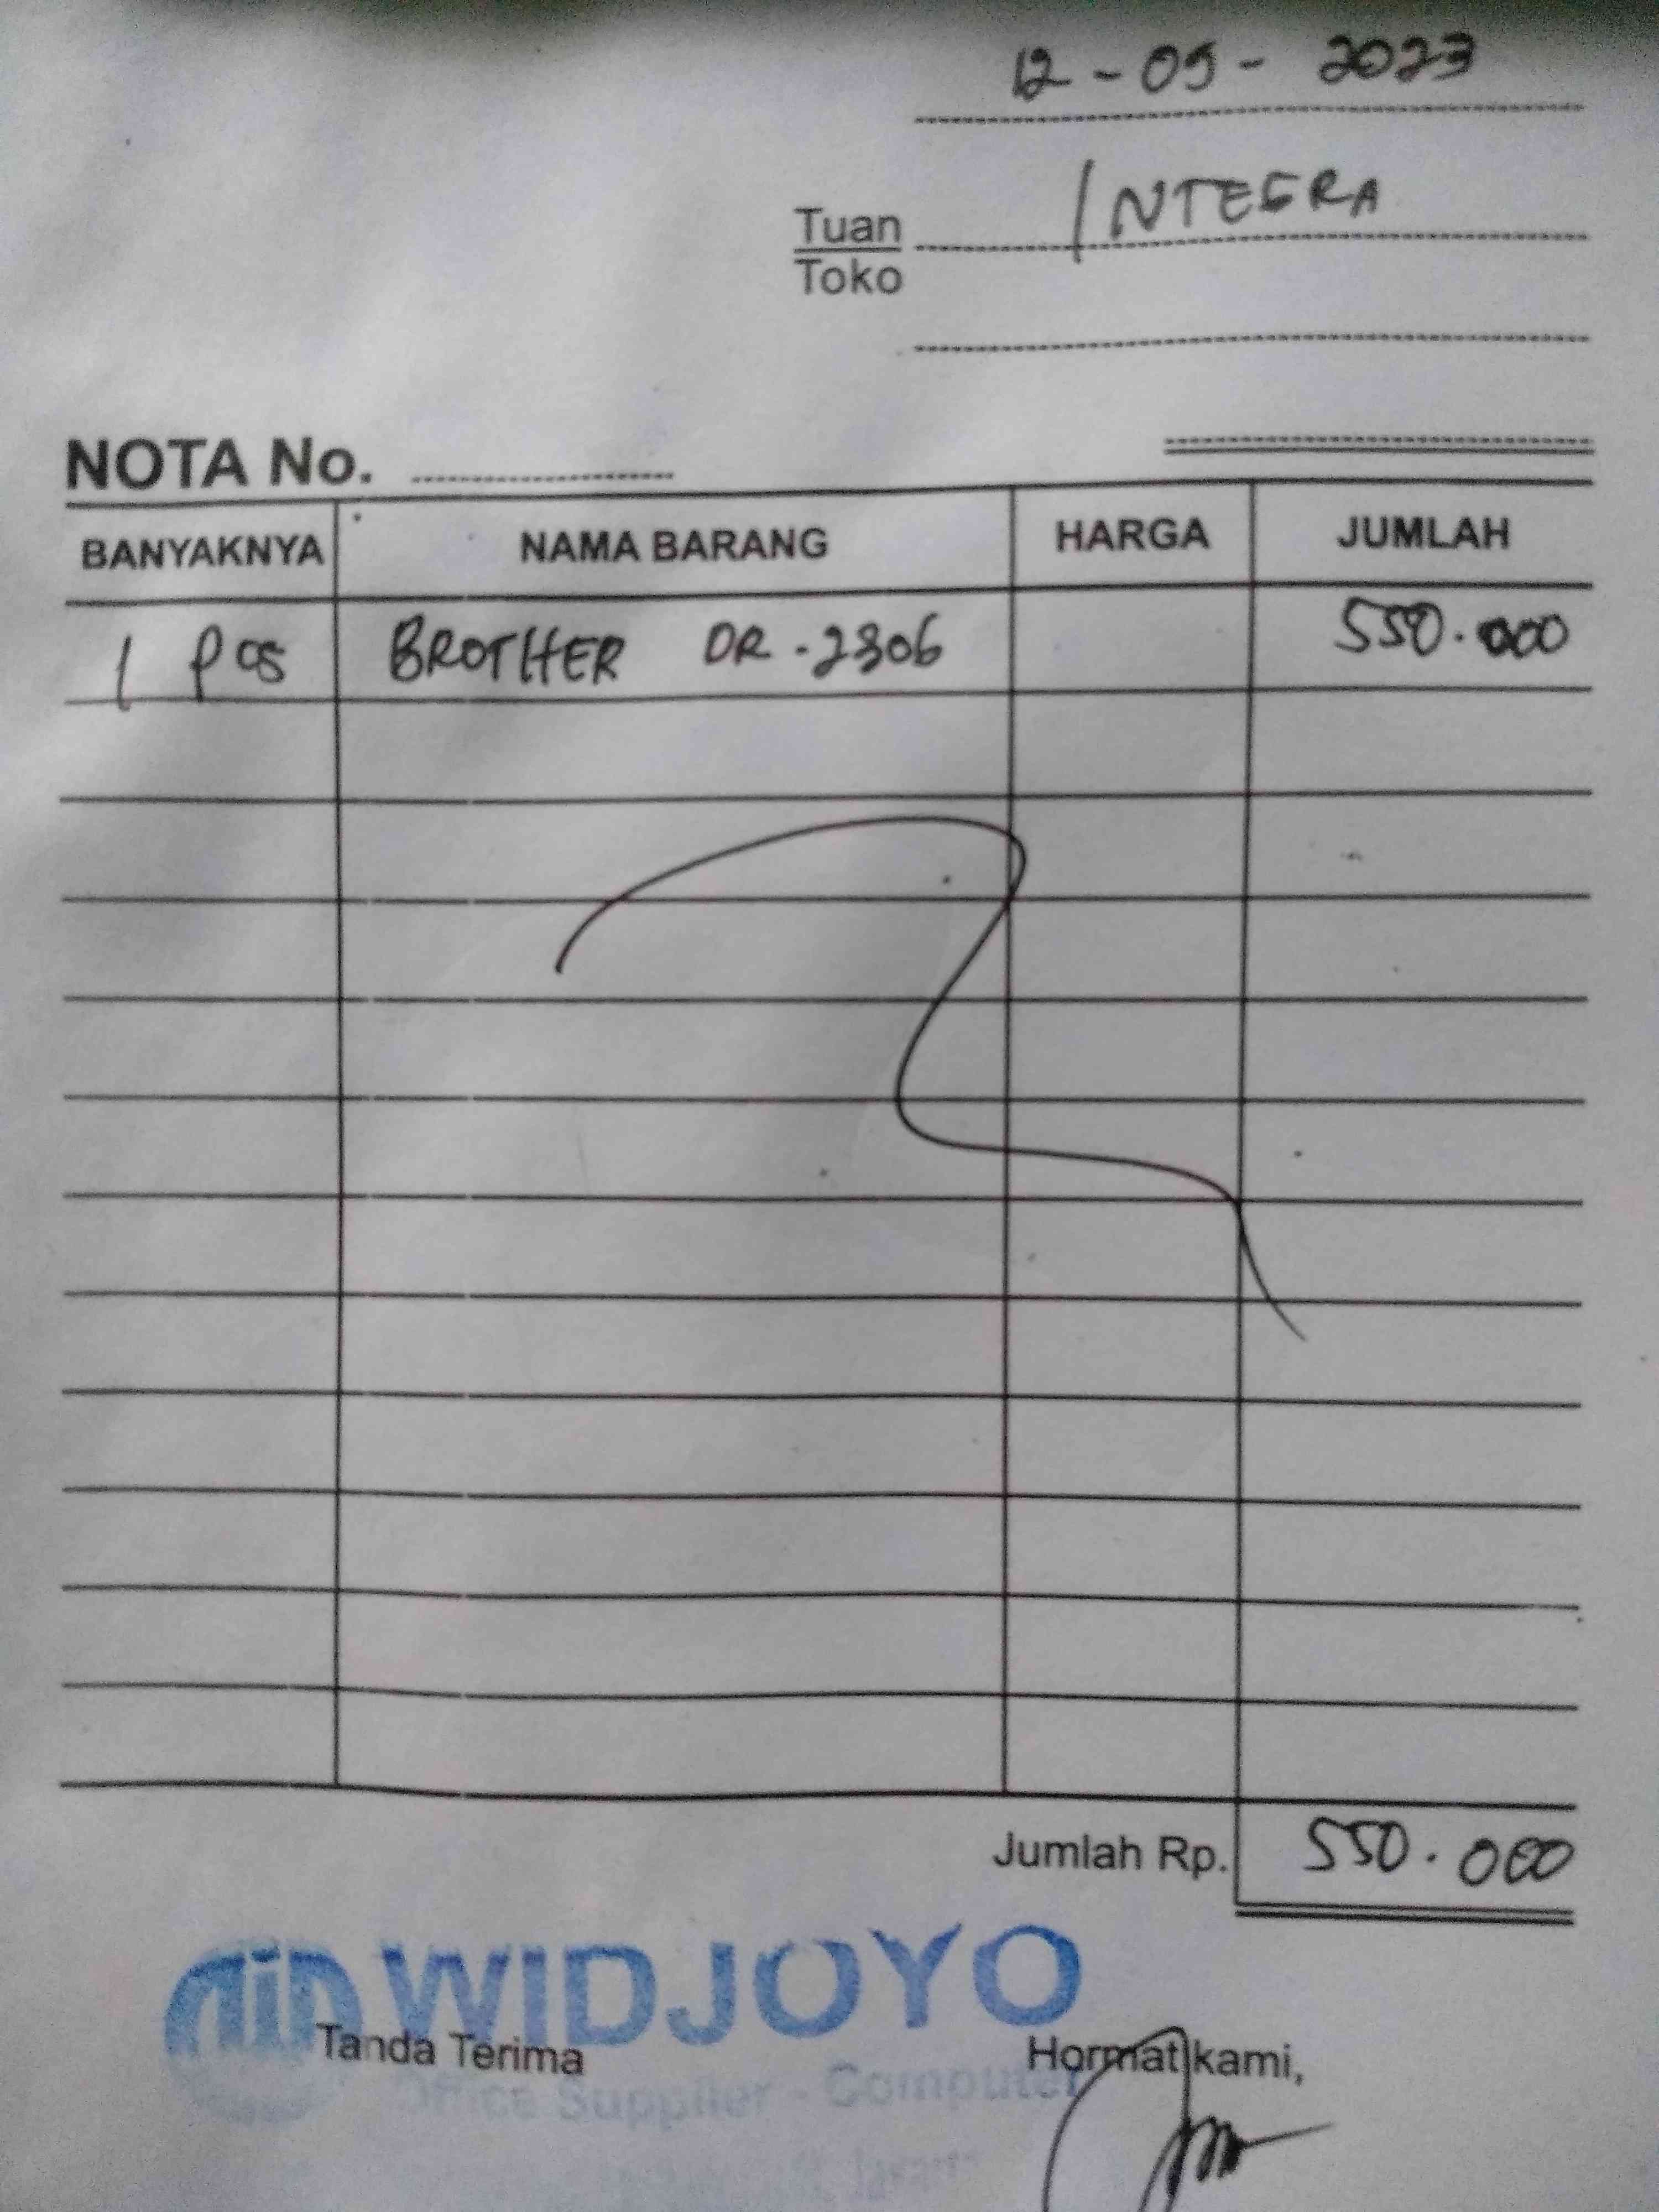 12 - 09 - 2023
Tuan INTEGRA
Toko
NOTA No.
BANYAKNYA NAMA BARANG HARGA JUMLAH
1 pcs BROTHER DR - 2306 550.000
Jumlah Rp. 550.000
WIDJOYO
Tanda Terima Hormat kami,
Office Supplier - Computer